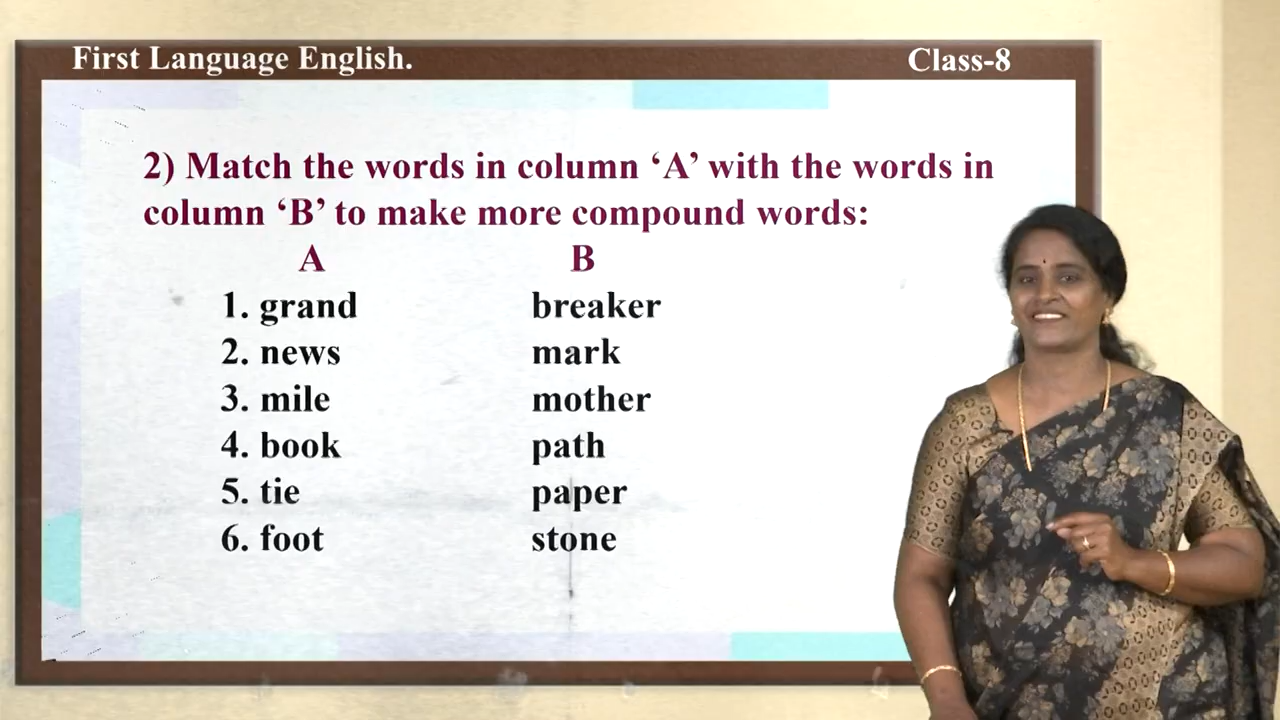 First Language English. Class-8
2) Match the words in column ‘A’ with the words in
column ‘B’ to make more compound words:
A B
1. grand breaker
2. news mark
3. mile mother
4. book path
5. tie paper
6. foot stone